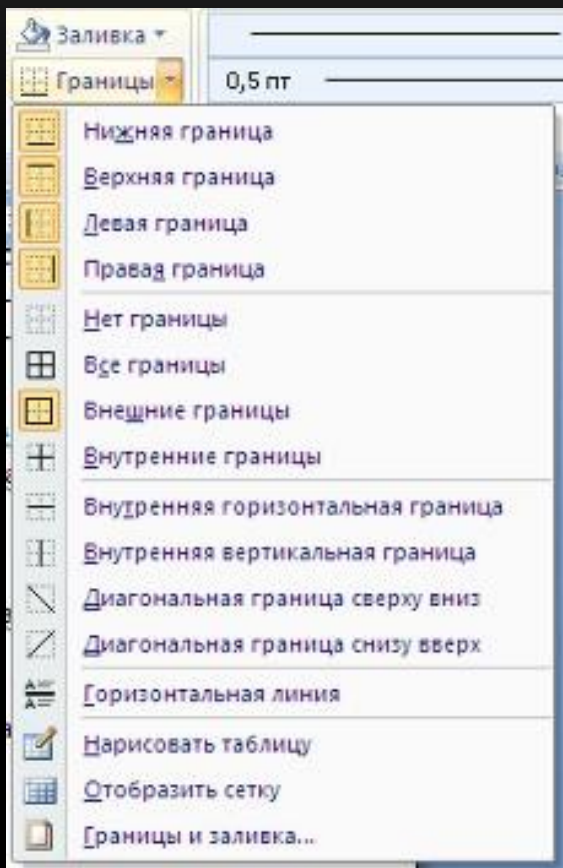 Заливка
Границы
0,5 пт
Нижняя граница
Верхняя граница
Левая граница
Правая граница
Нет границы
Все границы
Внешние границы
Внутренние границы
Внутренняя горизонтальная граница
Внутренняя вертикальная граница
Диагональная граница сверху вниз
Диагональная граница снизу вверх
Горизонтальная линия
Нарисовать таблицу
Отобразить сетку
Границы и заливка...